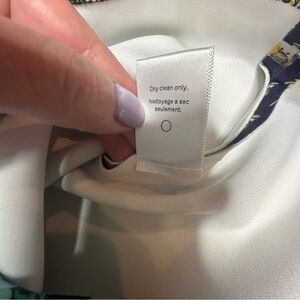 Dry clean only.
Nettoyage a sec
seulement.